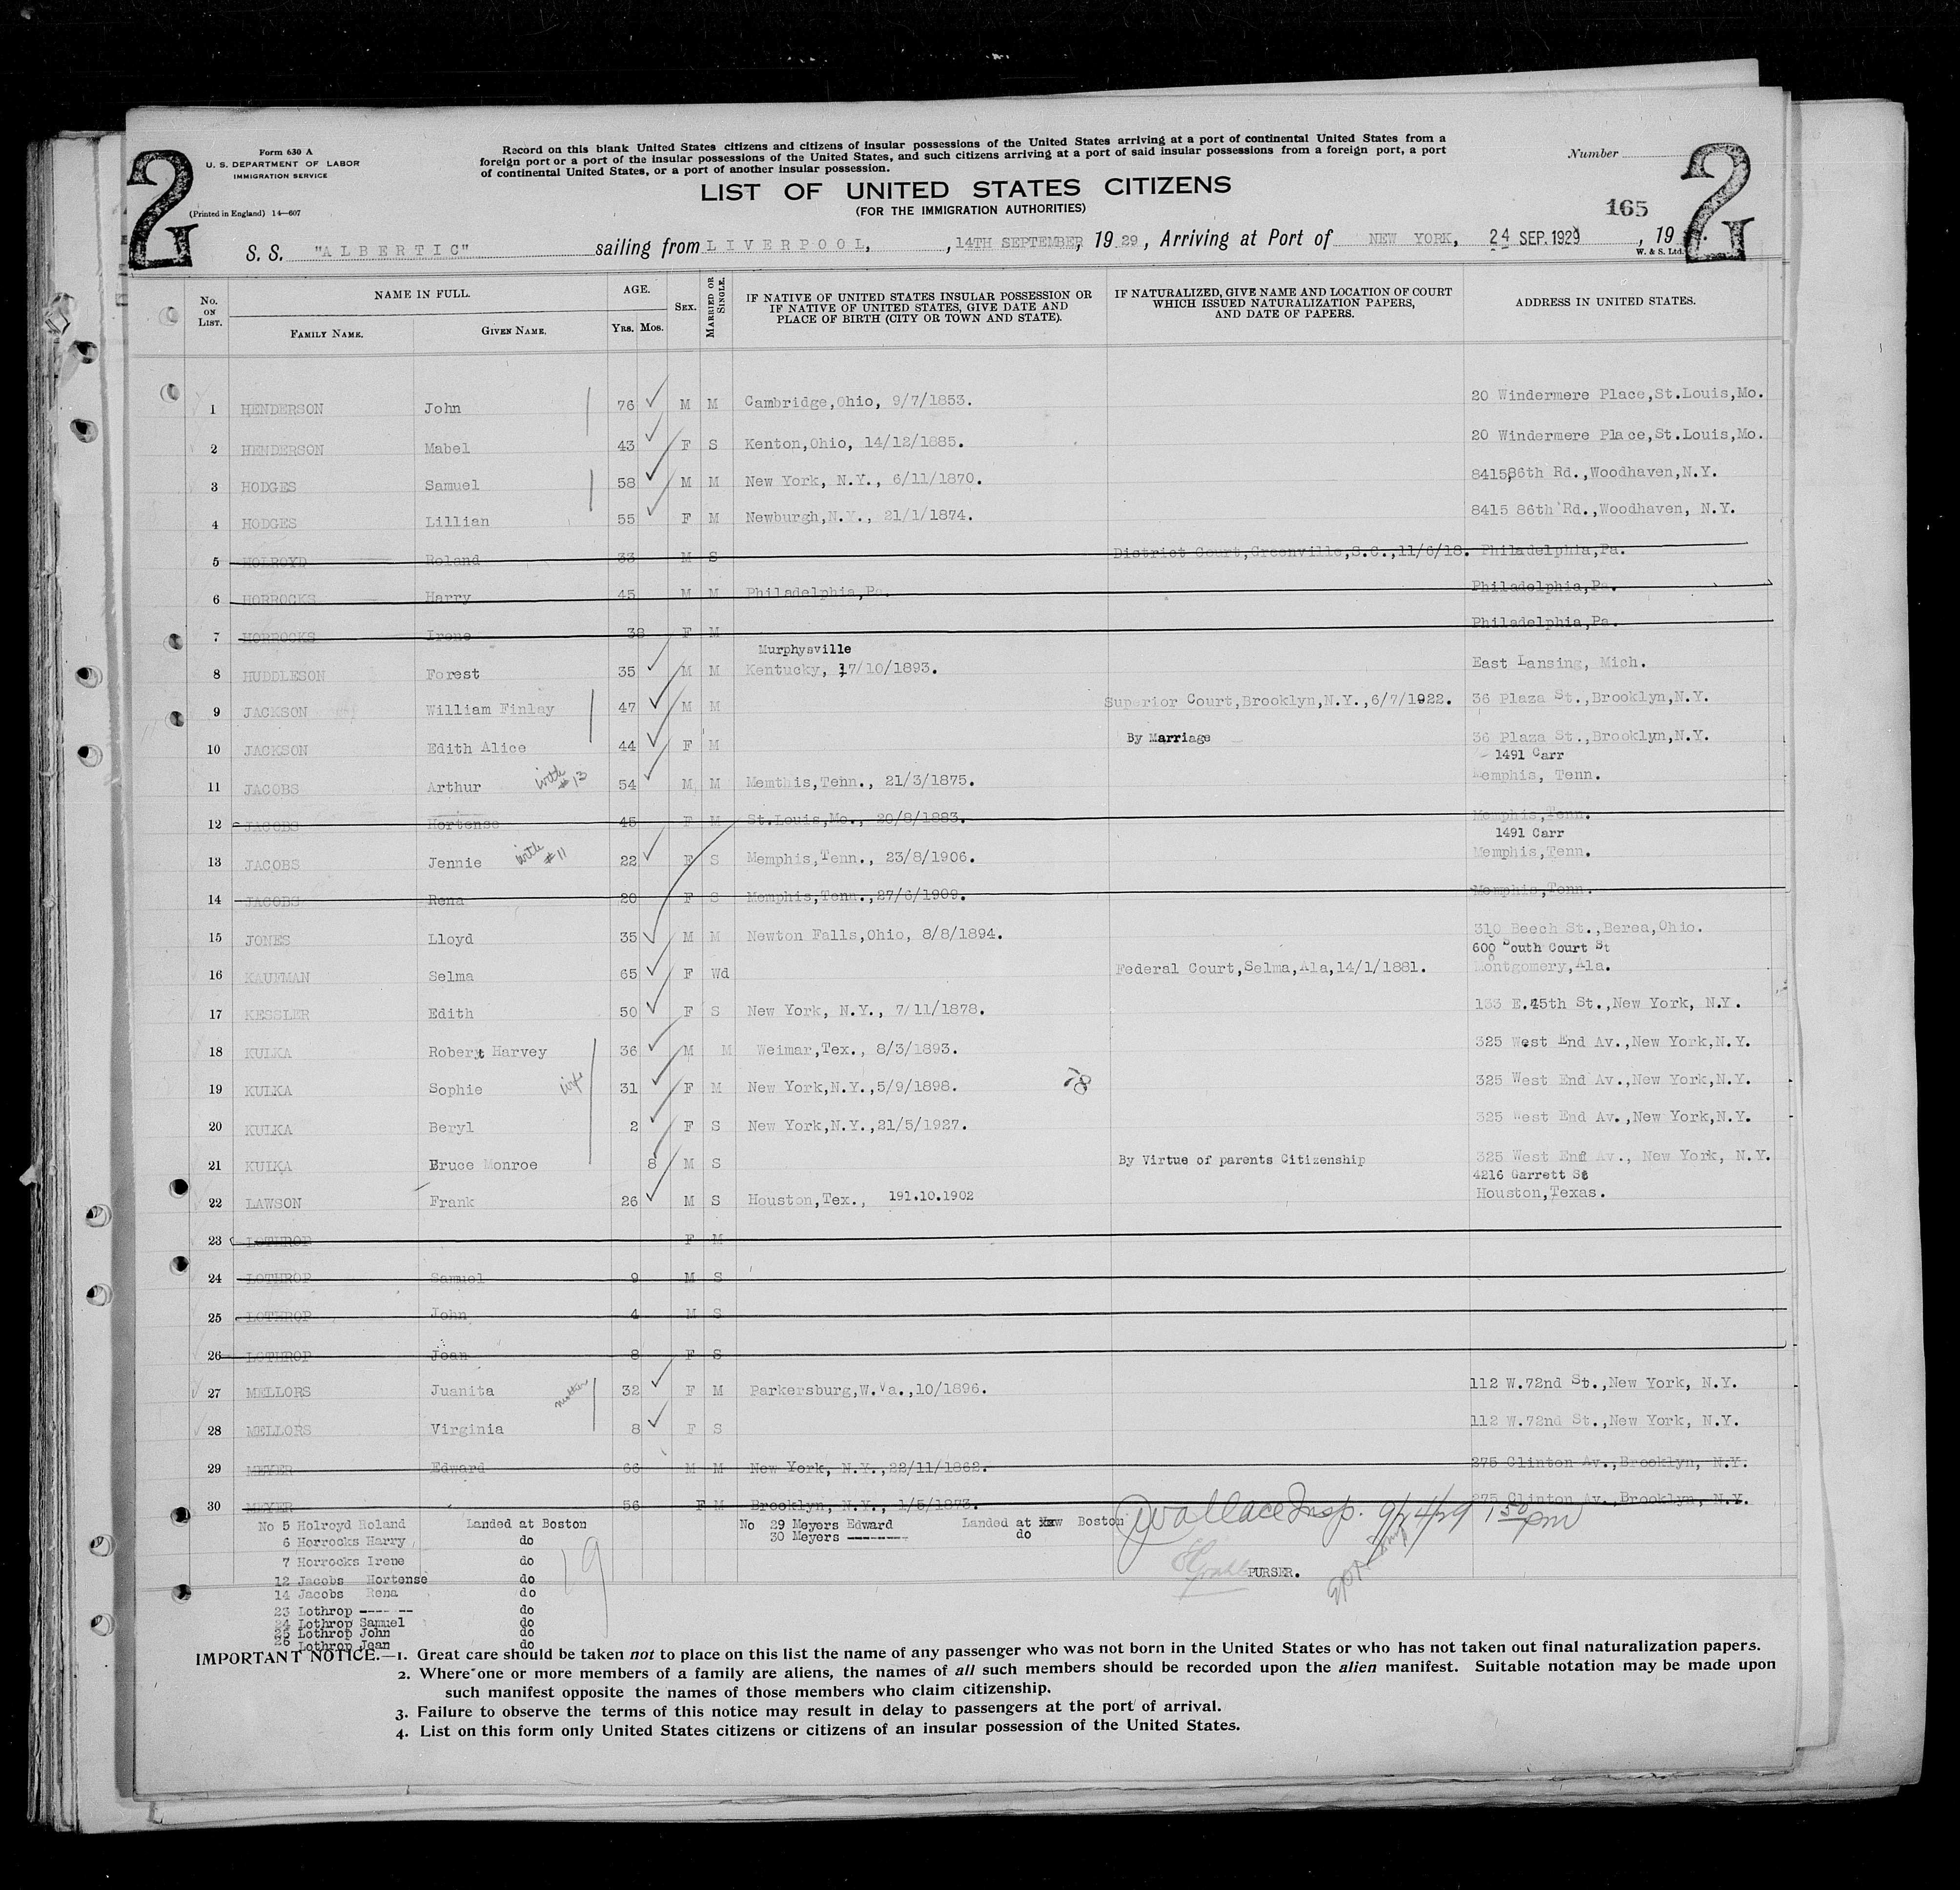 2
2
Form 630 A
U. S. DEPARTMENT OF LABOR
IMMIGRATION SERVICE
(Printed in England) 14—607
Record on this blank United States citizens and citizens of insular possessions of the United States arriving at a port of continental United States from a
foreign port or a port of the insular possessions of the United States, and such citizens arriving at a port of said insular possessions from a foreign port, a port
of continental United States, or a port of another insular possession.
Number
LIST OF UNITED STATES CITIZENS
(FOR THE IMMIGRATION AUTHORITIES)
165
S. S. "ALBERTIC" sailing from LIVERPOOL, , 14TH SEPTEMBER, 1929, Arriving at Port of NEW YORK, 24 SEP. 1929, 19
W. & S. Ltd.
No. ON LIST. NAME IN FULL. FAMILY NAME. GIVEN NAME. AGE. Yrs. Mos. SEX. MARRIED OR SINGLE. IF NATIVE OF UNITED STATES INSULAR POSSESSION OR IF NATIVE OF UNITED STATES, GIVE DATE AND PLACE OF BIRTH (CITY OR TOWN AND STATE). IF NATURALIZED, GIVE NAME AND LOCATION OF COURT WHICH ISSUED NATURALIZATION PAPERS, AND DATE OF PAPERS. ADDRESS IN UNITED STATES.
1 HENDERSON John 76 M M Cambridge,Ohio, 9/7/1853. 20 Windermere Place,St.Louis,Mo.
2 HENDERSON Mabel 43 F S Kenton,Ohio, 14/12/1885. 20 Windermere Place,St.Louis,Mo.
3 HODGES Samuel 58 M M New York, N.Y., 6/11/1870. 8415,86th Rd.,Woodhaven,N.Y.
4 HODGES Lillian 55 F M Newburgh,N.Y., 21/1/1874. 8415 86th Rd.,Woodhaven, N.Y.
5 HOLROYD Roland 33 M S District Court,Greenville,S.C.,11/6/18. Philadelphia,Pa.
6 HORROCKS Harry 45 M M Philadelphia,Pa. Philadelphia,Pa.
7 HORROCKS Irene 38 F M Philadelphia,Pa.
Murphysville
8 HUDDLESON Forest 35 M M Kentucky, 17/10/1893. East Lansing, Mich.
9 JACKSON William Finlay 47 M M Superior Court,Brooklyn,N.Y.,6/7/1922. 36 Plaza St.,Brooklyn,N.Y.
10 JACKSON Edith Alice 44 F M By Marriage 36 Plaza St.,Brooklyn,N.Y.
1491 Carr
11 JACOBS Arthur with #13 54 M M Memthis,Tenn., 21/3/1875. Memphis, Tenn.
12 JACOBS Hortense 45 F M St.Louis,Mo., 20/8/1883. Memphis,Tenn.
1491 Carr
13 JACOBS Jennie with #11 22 F S Memphis,Tenn., 23/8/1906. Memphis,Tenn.
14 JACOBS Rena 20 F S Memphis,Tenn.,27/6/1909. Memphis,Tenn.
15 JONES Lloyd 35 M M Newton Falls,Ohio, 8/8/1894. 310 Beech St.,Berea,Ohio.
600 South Court St
16 KAUFMAN Selma 65 F Wd Federal Court,Selma,Ala,14/1/1881. Montgomery,Ala.
17 KESSLER Edith 50 F S New York, N.Y., 7/11/1878. 133 E.45th St.,New York, N.Y.
18 KULKA Robert Harvey 36 M M Weimar,Tex., 8/3/1893. 325 West End Av.,New York,N.Y.
19 KULKA Sophie wife 31 F M New York,N.Y.,5/9/1898. 78 325 West End Av.,New York,N.Y.
20 KULKA Beryl 2 F S New York,N.Y.,21/5/1927. 325 West End Av.,New York,N.Y.
21 KULKA Bruce Monroe 8 M S By Virtue of parents Citizenship 325 West End Av., New York, N.Y.
4216 Garrett St
22 LAWSON Frank 26 M S Houston,Tex., 191.10.1902 Houston,Texas.
23 LOTHROP F M
24 LOTHROP Samuel 9 M S
25 LOTHROP John 4 M S
26 LOTHROP Joan 8 F S
27 MELLORS Juanita mother 32 F M Parkersburg,W.Va.,10/1896. 112 W.72nd St.,New York, N.Y.
28 MELLORS Virginia 8 F S 112 W.72nd St.,New York, N.Y.
29 MEYER Edward 66 M M New York, N.Y.,22/11/1862. 275 Clinton Av.,Brooklyn, N.Y.
30 MEYER 56 F M Brooklyn, N.Y., 1/5/1873. 275 Clinton Av.,Brooklyn, N.Y.
No 5 Holroyd Roland Landed at Boston No 29 Meyers Edward Landed at Boston
30 Meyers -------- do
Wallace Insp. 9/24/29 1 50 pm
6 Horrocks Harry do
7 Horrocks Irene do
PURSER.
12 Jacobs Hortense do
14 Jacobs Rena do
23 Lothrop ---- -- do
24 Lothrop Samuel do
25 Lothrop John do
26 Lothrop Jean do
19
IMPORTANT NOTICE.—1. Great care should be taken not to place on this list the name of any passenger who was not born in the United States or who has not taken out final naturalization papers.
2. Where one or more members of a family are aliens, the names of all such members should be recorded upon the alien manifest. Suitable notation may be made upon
such manifest opposite the names of those members who claim citizenship.
3. Failure to observe the terms of this notice may result in delay to passengers at the port of arrival.
4. List on this form only United States citizens or citizens of an insular possession of the United States.